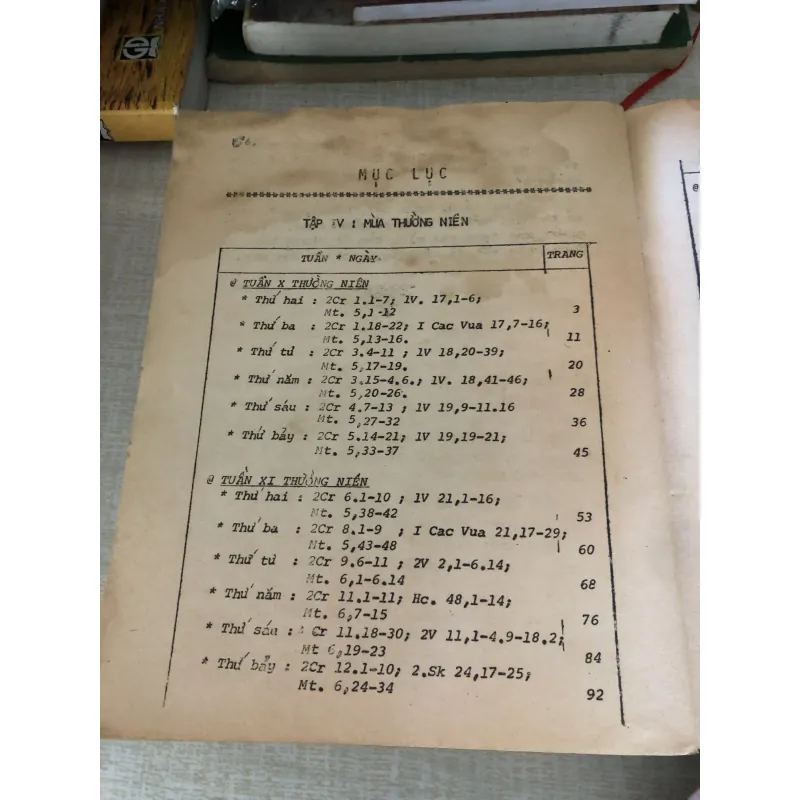 MỤC LỤC
TẬP IV : MÙA THƯỜNG NIÊN
TUẦN * NGÀY TRANG
@ TUẦN X THƯỜNG NIÊN
* Thứ hai : 2Cr 1.1-7; 1V. 17,1-6;
Mt. 5,1-12 3
* Thứ ba : 2Cr 1.18-22; I Cac Vua 17,7-16;
Mt. 5,13-16. 11
* Thứ tư : 2Cr 3.4-11 ; 1V 18,20-39;
Mt. 5,17-19. 20
* Thứ năm : 2Cr 3.15-4.6.; 1V. 18,41-46;
Mt. 5,20-26. 28
* Thứ sáu : 2Cr 4.7-13 ; 1V 19,9-11.16
Mt. 5,27-32 36
* Thứ bảy : 2Cr 5.14-21; 1V 19,19-21;
Mt. 5,33-37 45
@ TUẦN XI THƯỜNG NIÊN
* Thứ hai : 2Cr 6.1-10 ; 1V 21,1-16;
Mt. 5,38-42 53
* Thứ ba : 2Cr 8.1-9 ; I Cac Vua 21,17-29;
Mt. 5,43-48 60
* Thứ tư : 2Cr 9.6-11 ; 2V 2,1-6.14;
Mt. 6,1-6.14 68
* Thứ năm : 2Cr 11.1-11; Hc. 48,1-14;
Mt. 6,7-15 76
* Thứ sáu : Cr 11.18-30; 2V 11,1-4.9-18.2;
Mt 6,19-23 84
* Thứ bảy : 2Cr 12.1-10; 2.Sk 24,17-25;
Mt. 6,24-34 92